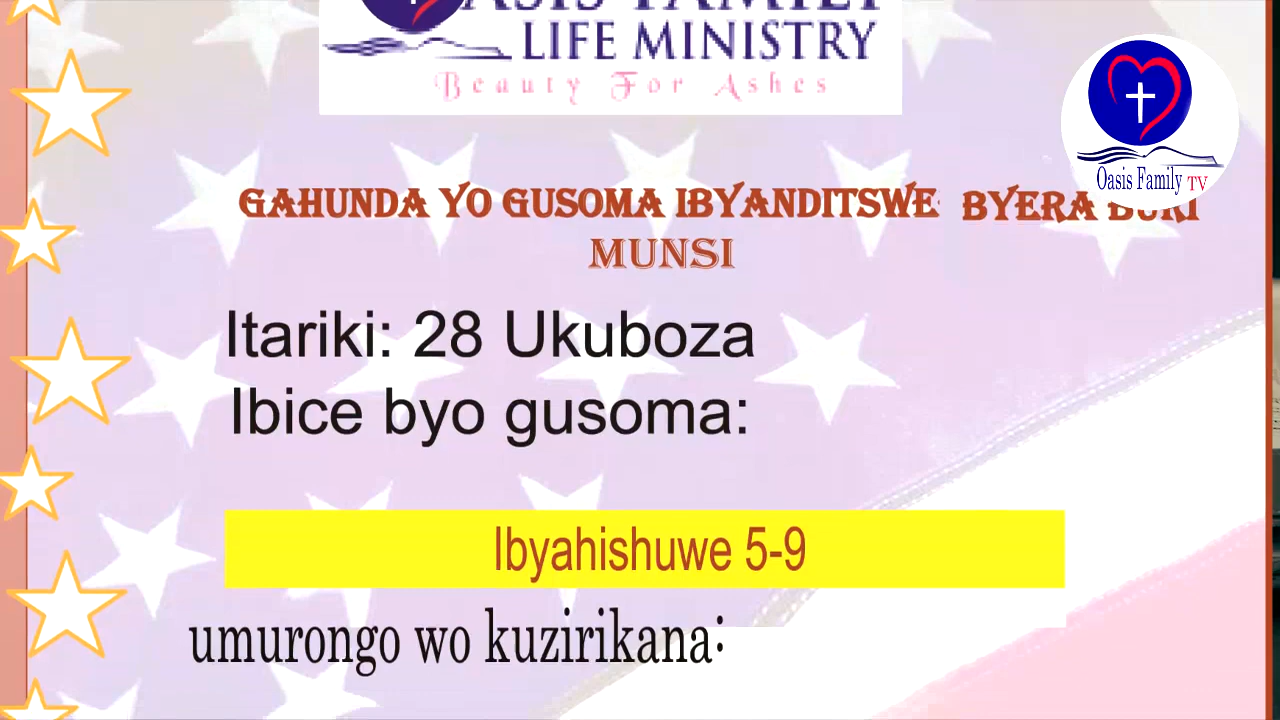 LIFE MINISTRY
Beauty For Ashes
Oasis Family TV
GAHUNDA YO GUSOMA IBYANDITSWE BYERA
MUNSI
Itariki: 28 Ukuboza
Ibice byo gusoma:
Ibyahishuwe 5-9
umurongo wo kuzirikana: